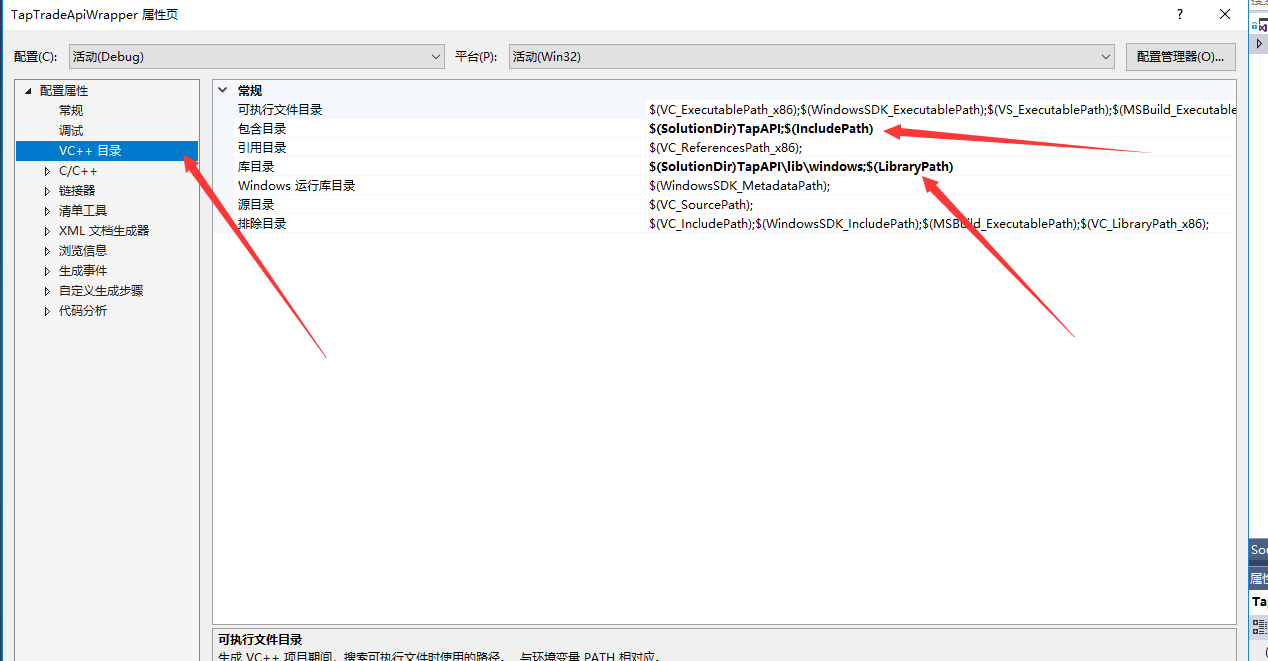 TapTradeApiWrapper 属性页
配置(C): 活动(Debug) 平台(P): 活动(Win32) 配置管理器(O)...
配置属性
常规
调试
VC++ 目录
C/C++
链接器
清单工具
XML 文档生成器
浏览信息
生成事件
自定义生成步骤
代码分析
常规
可执行文件目录 $(VC_ExecutablePath_x86);$(WindowsSDK_ExecutablePath);$(VS_ExecutablePath);$(MSBuild_Executable
包含目录 $(SolutionDir)TapAPI;$(IncludePath)
引用目录 $(VC_ReferencesPath_x86);
库目录 $(SolutionDir)TapAPI\lib\windows;$(LibraryPath)
Windows 运行库目录 $(WindowsSDK_MetadataPath);
源目录 $(VC_SourcePath);
排除目录 $(VC_IncludePath);$(WindowsSDK_IncludePath);$(MSBuild_ExecutablePath);$(VC_LibraryPath_x86);
可执行文件目录
生成 VC++ 项目期间，搜索可执行文件时使用的路径。 与环境变量 PATH 相对应。
Sou
属性
Ta